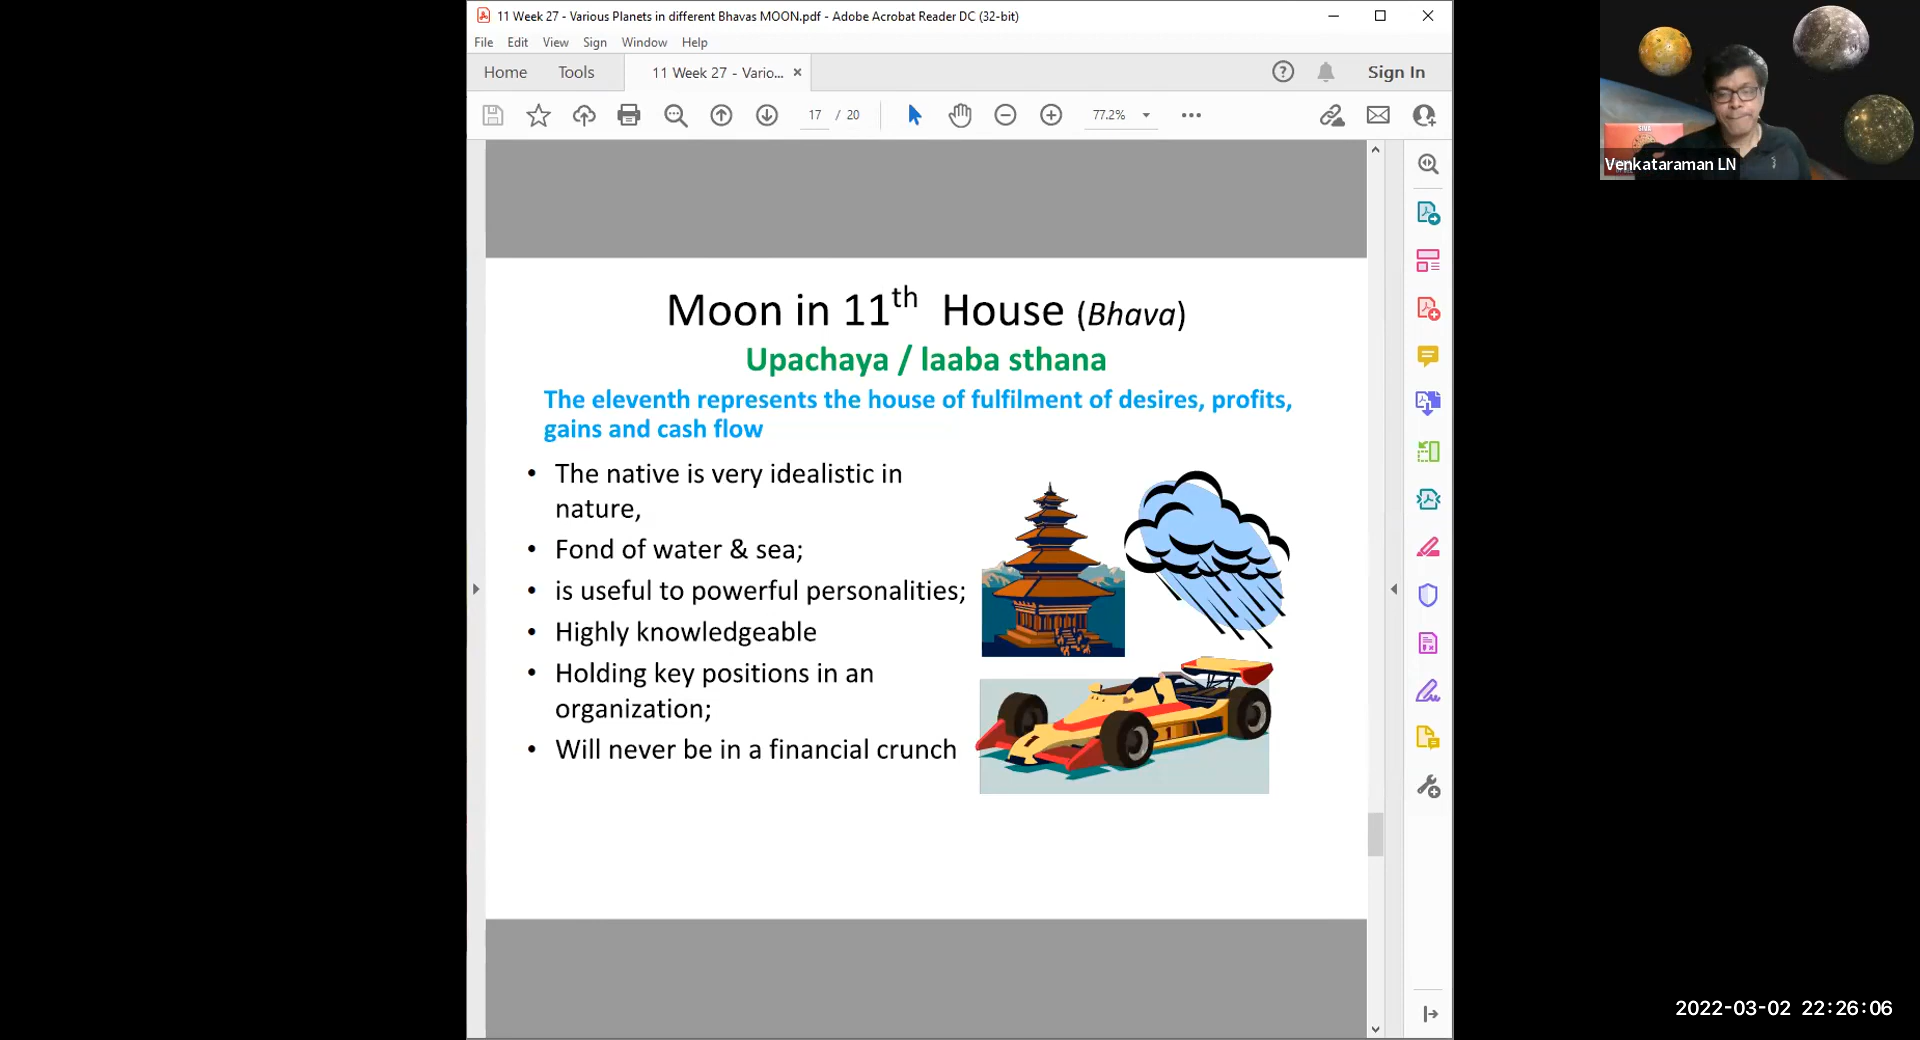 11 Week 27 - Various Planets in different Bhavas MOON.pdf - Adobe Acrobat Reader DC (32-bit)
File Edit View Sign Window Help
Home Tools 11 Week 27 - Vario... × Sign In
17 / 20 77.2%
Venkataraman LN
Moon in 11th House (Bhava)
Upachaya / laaba sthana
The eleventh represents the house of fulfilment of desires, profits,
gains and cash flow
• The native is very idealistic in
nature,
• Fond of water & sea;
• is useful to powerful personalities;
• Highly knowledgeable
• Holding key positions in an
organization;
• Will never be in a financial crunch
2022-03-02 22:26:06